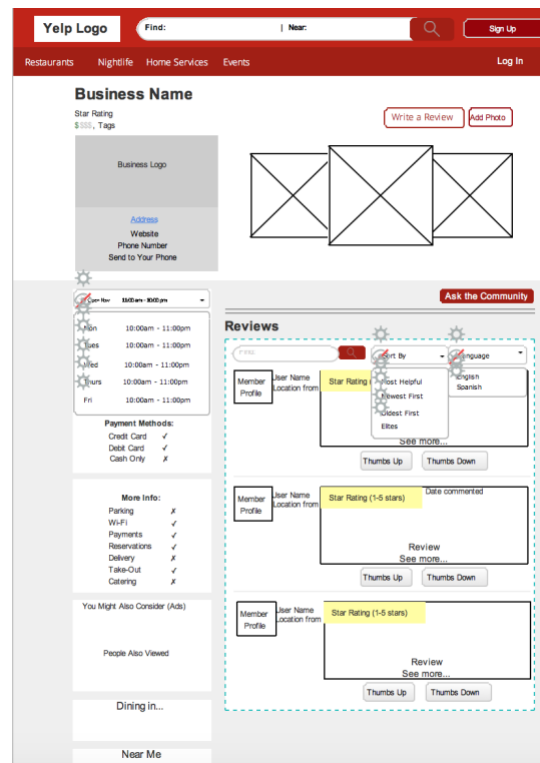 Yelp Logo
Find:
| Near:
Sign Up
Restaurants Nightlife Home Services Events
Log In
Business Name
Star Rating
$$$$, Tags
Write a Review
Add Photo
Business Logo
Address
Website
Phone Number
Send to Your Phone
Ask the Community
10:00am - 10:00pm
Mon 10:00am - 11:00pm
Tues 10:00am - 11:00pm
Wed 10:00am - 11:00pm
Thurs 10:00am - 11:00pm
Fri 10:00am - 11:00pm
Payment Methods:
Credit Card ✓
Debit Card ✓
Cash Only ✗
More Info:
Parking ✗
Wi-Fi ✓
Payments ✓
Reservations ✓
Delivery ✗
Take-Out ✓
Catering ✗
You Might Also Consider (Ads)
People Also Viewed
Dining in...
Near Me
Reviews
Sort By
Language
Most Helpful
Newest First
Oldest First
Elites
English
Spanish
Member
Profile
User Name
Location from
Star Rating
See more...
Thumbs Up
Thumbs Down
Member
Profile
User Name
Location from
Star Rating (1-5 stars)
Date commented
Review
See more...
Thumbs Up
Thumbs Down
Member
Profile
User Name
Location from
Star Rating (1-5 stars)
Review
See more...
Thumbs Up
Thumbs Down